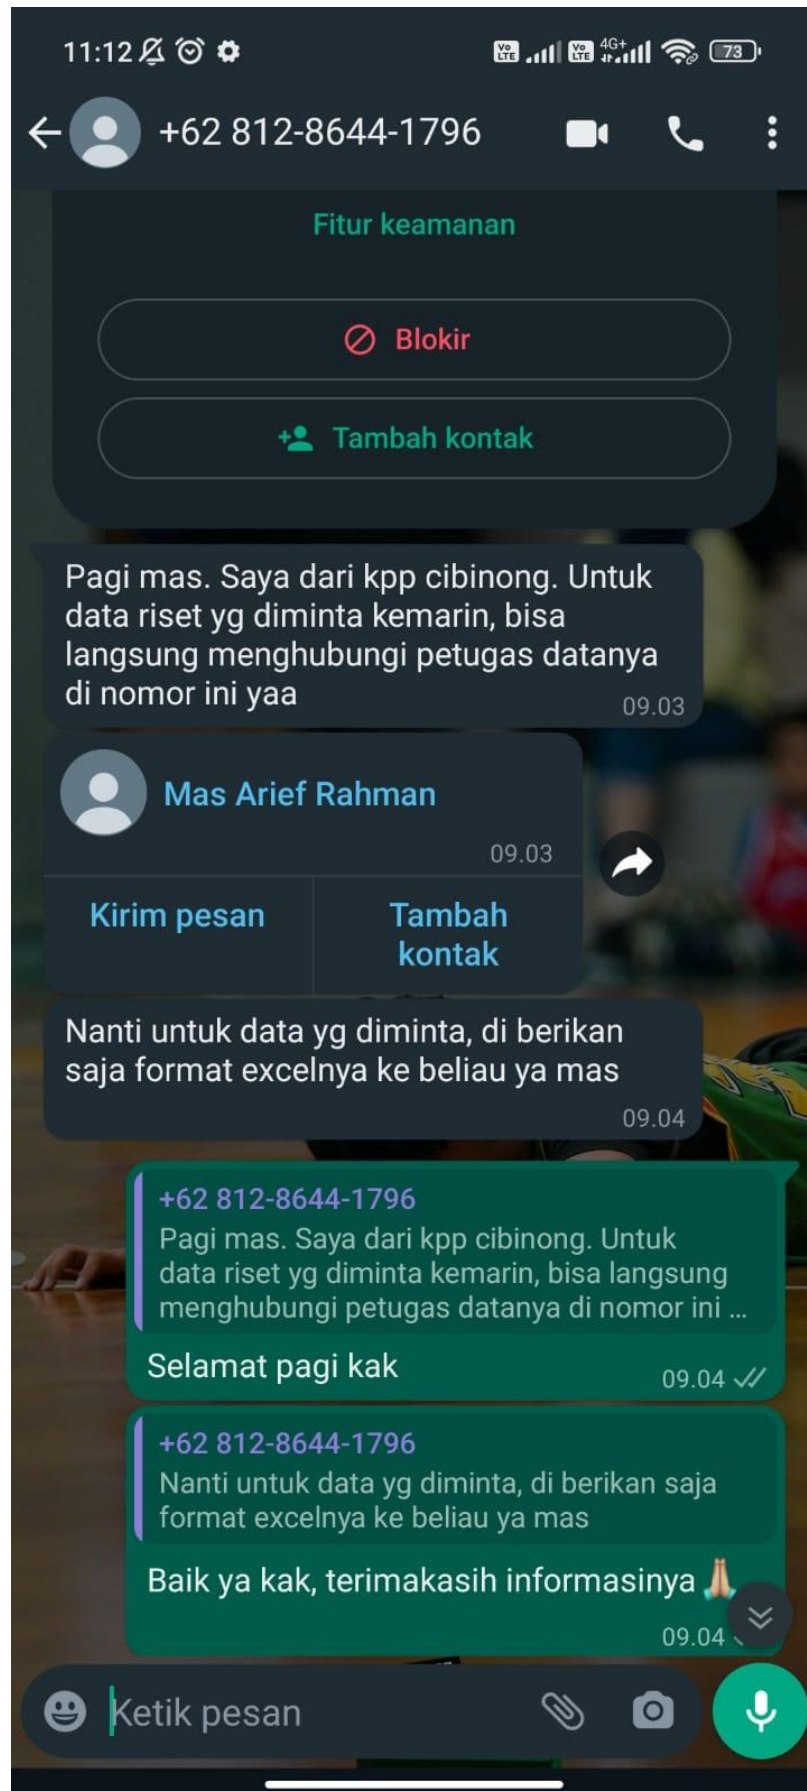 11:12
Vo LTE Vo LTE 4G+ 73
+62 812-8644-1796
Fitur keamanan
Blokir
Tambah kontak
Pagi mas. Saya dari kpp cibinong. Untuk
data riset yg diminta kemarin, bisa
langsung menghubungi petugas datanya
di nomor ini yaa
09.03
Mas Arief Rahman
09.03
Kirim pesan
Tambah
kontak
Nanti untuk data yg diminta, di berikan
saja format excelnya ke beliau ya mas
09.04
+62 812-8644-1796
Pagi mas. Saya dari kpp cibinong. Untuk
data riset yg diminta kemarin, bisa langsung
menghubungi petugas datanya di nomor ini ...
Selamat pagi kak
09.04
+62 812-8644-1796
Nanti untuk data yg diminta, di berikan saja
format excelnya ke beliau ya mas
Baik ya kak, terimakasih informasinya 🙏🏻
09.04
Ketik pesan